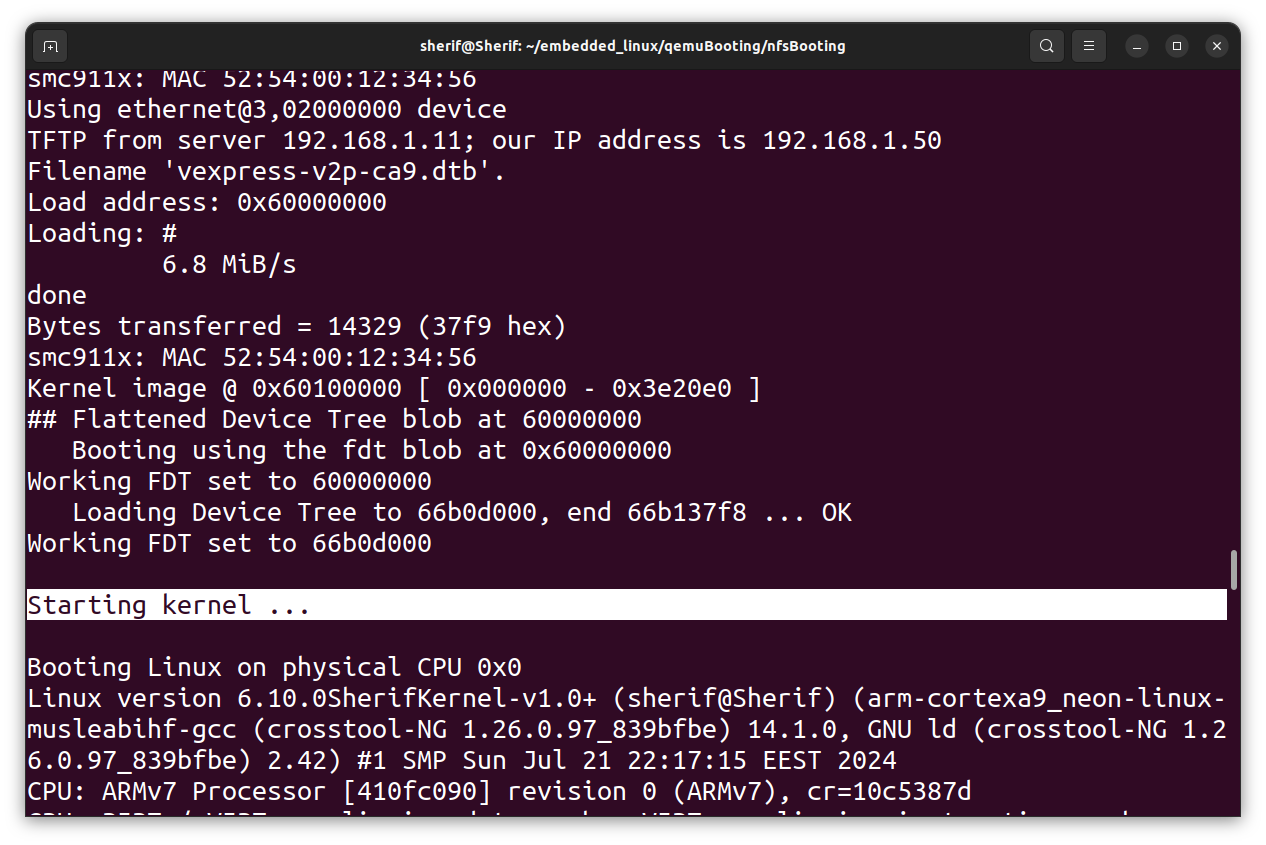 sherif@Sherif: ~/embedded_linux/qemuBooting/nfsBooting
smc911x: MAC 52:54:00:12:34:56
Using ethernet@3,02000000 device
TFTP from server 192.168.1.11; our IP address is 192.168.1.50
Filename 'vexpress-v2p-ca9.dtb'.
Load address: 0x60000000
Loading: #
         6.8 MiB/s
done
Bytes transferred = 14329 (37f9 hex)
smc911x: MAC 52:54:00:12:34:56
Kernel image @ 0x60100000 [ 0x000000 - 0x3e20e0 ]
## Flattened Device Tree blob at 60000000
   Booting using the fdt blob at 0x60000000
Working FDT set to 60000000
   Loading Device Tree to 66b0d000, end 66b137f8 ... OK
Working FDT set to 66b0d000
Starting kernel ...
Booting Linux on physical CPU 0x0
Linux version 6.10.0SherifKernel-v1.0+ (sherif@Sherif) (arm-cortexa9_neon-linux-
musleabihf-gcc (crosstool-NG 1.26.0.97_839bfbe) 14.1.0, GNU ld (crosstool-NG 1.2
6.0.97_839bfbe) 2.42) #1 SMP Sun Jul 21 22:17:15 EEST 2024
CPU: ARMv7 Processor [410fc090] revision 0 (ARMv7), cr=10c5387d